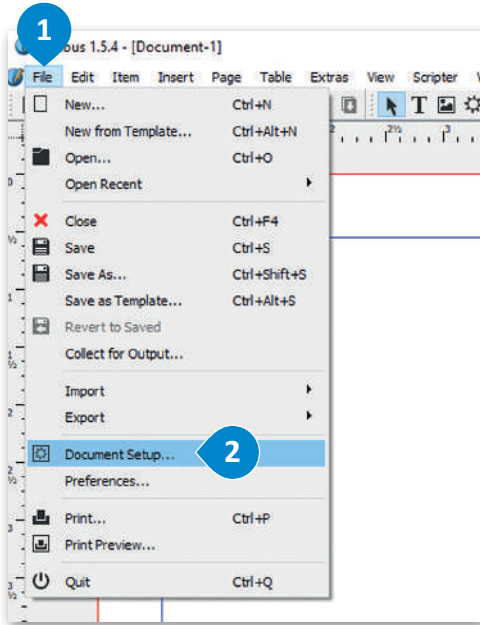 1
bus 1.5.4 - [Document-1]
File Edit Item Insert Page Table Extras View Scripter
New... Ctrl+N
New from Template... Ctrl+Alt+N
Open... Ctrl+O
Open Recent
Close Ctrl+F4
Save Ctrl+S
Save As... Ctrl+Shift+S
Save as Template... Ctrl+Alt+S
Revert to Saved
Collect for Output...
Import
Export
Document Setup... 2
Preferences...
Print... Ctrl+P
Print Preview...
Quit Ctrl+Q